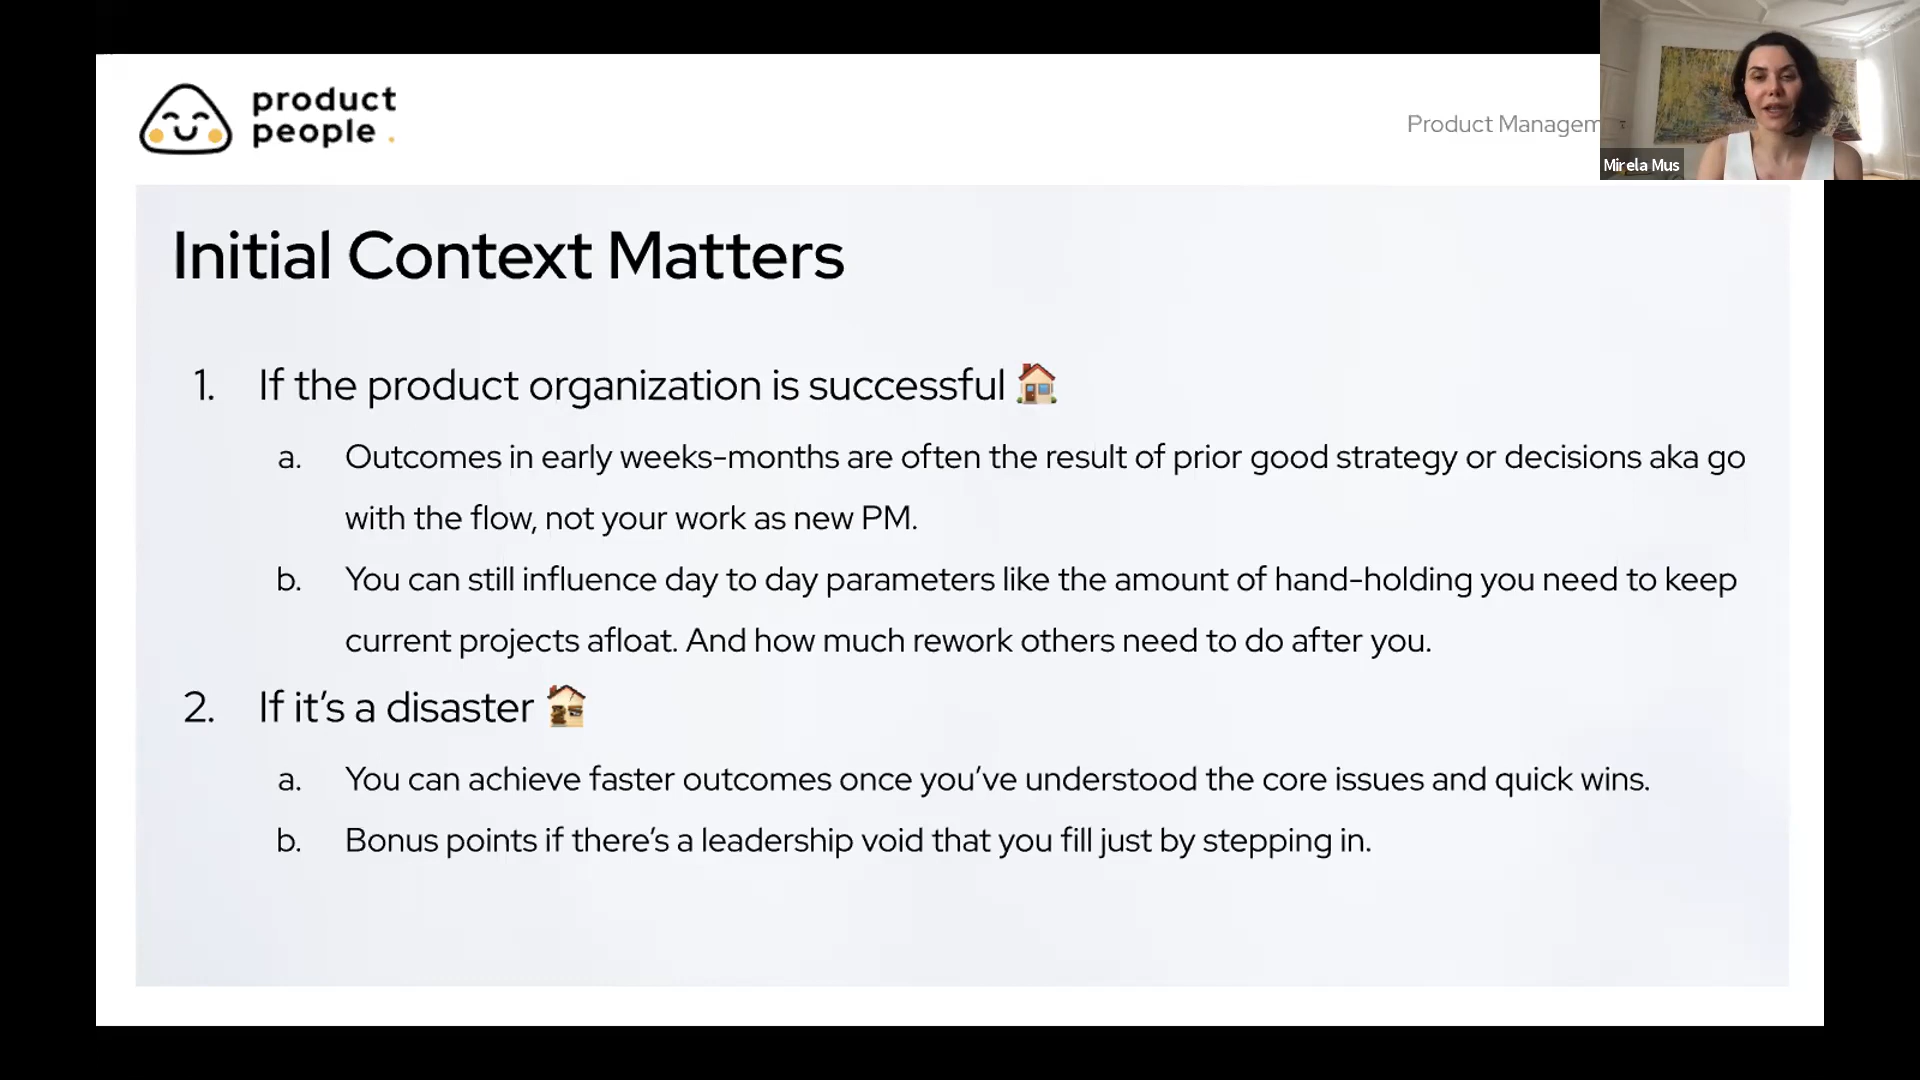 product
people.
Product Managem
Mirela Mus
Initial Context Matters
1. If the product organization is successful
a. Outcomes in early weeks-months are often the result of prior good strategy or decisions aka go
with the flow, not your work as new PM.
b. You can still influence day to day parameters like the amount of hand-holding you need to keep
current projects afloat. And how much rework others need to do after you.
2. If it’s a disaster
a. You can achieve faster outcomes once you’ve understood the core issues and quick wins.
b. Bonus points if there’s a leadership void that you fill just by stepping in.